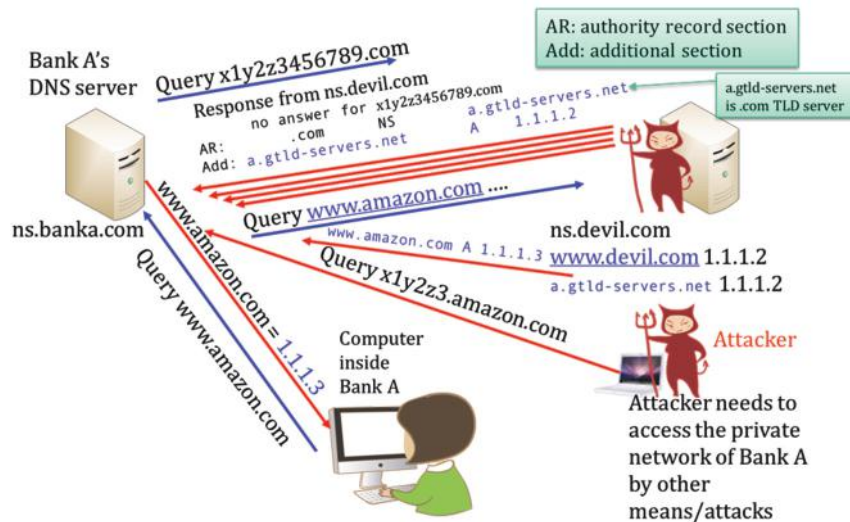 AR: authority record section
Add: additional section
Bank A's
DNS server
Query x1y2z3456789.com
Response from ns.devil.com
no answer for x1y2z3456789.com
AR: .com NS a.gtld-servers.net
Add: a.gtld-servers.net A 1.1.1.2
a.gtld-servers.net
is .com TLD server
ns.banka.com
Query www.amazon.com ....
www.amazon.com A 1.1.1.3
Query x1y2z3.amazon.com
ns.devil.com
www.devil.com 1.1.1.2
a.gtld-servers.net 1.1.1.2
www.amazon.com = 1.1.1.3
Query www.amazon.com
Computer
inside
Bank A
Attacker
Attacker needs to
access the private
network of Bank A
by other
means/attacks